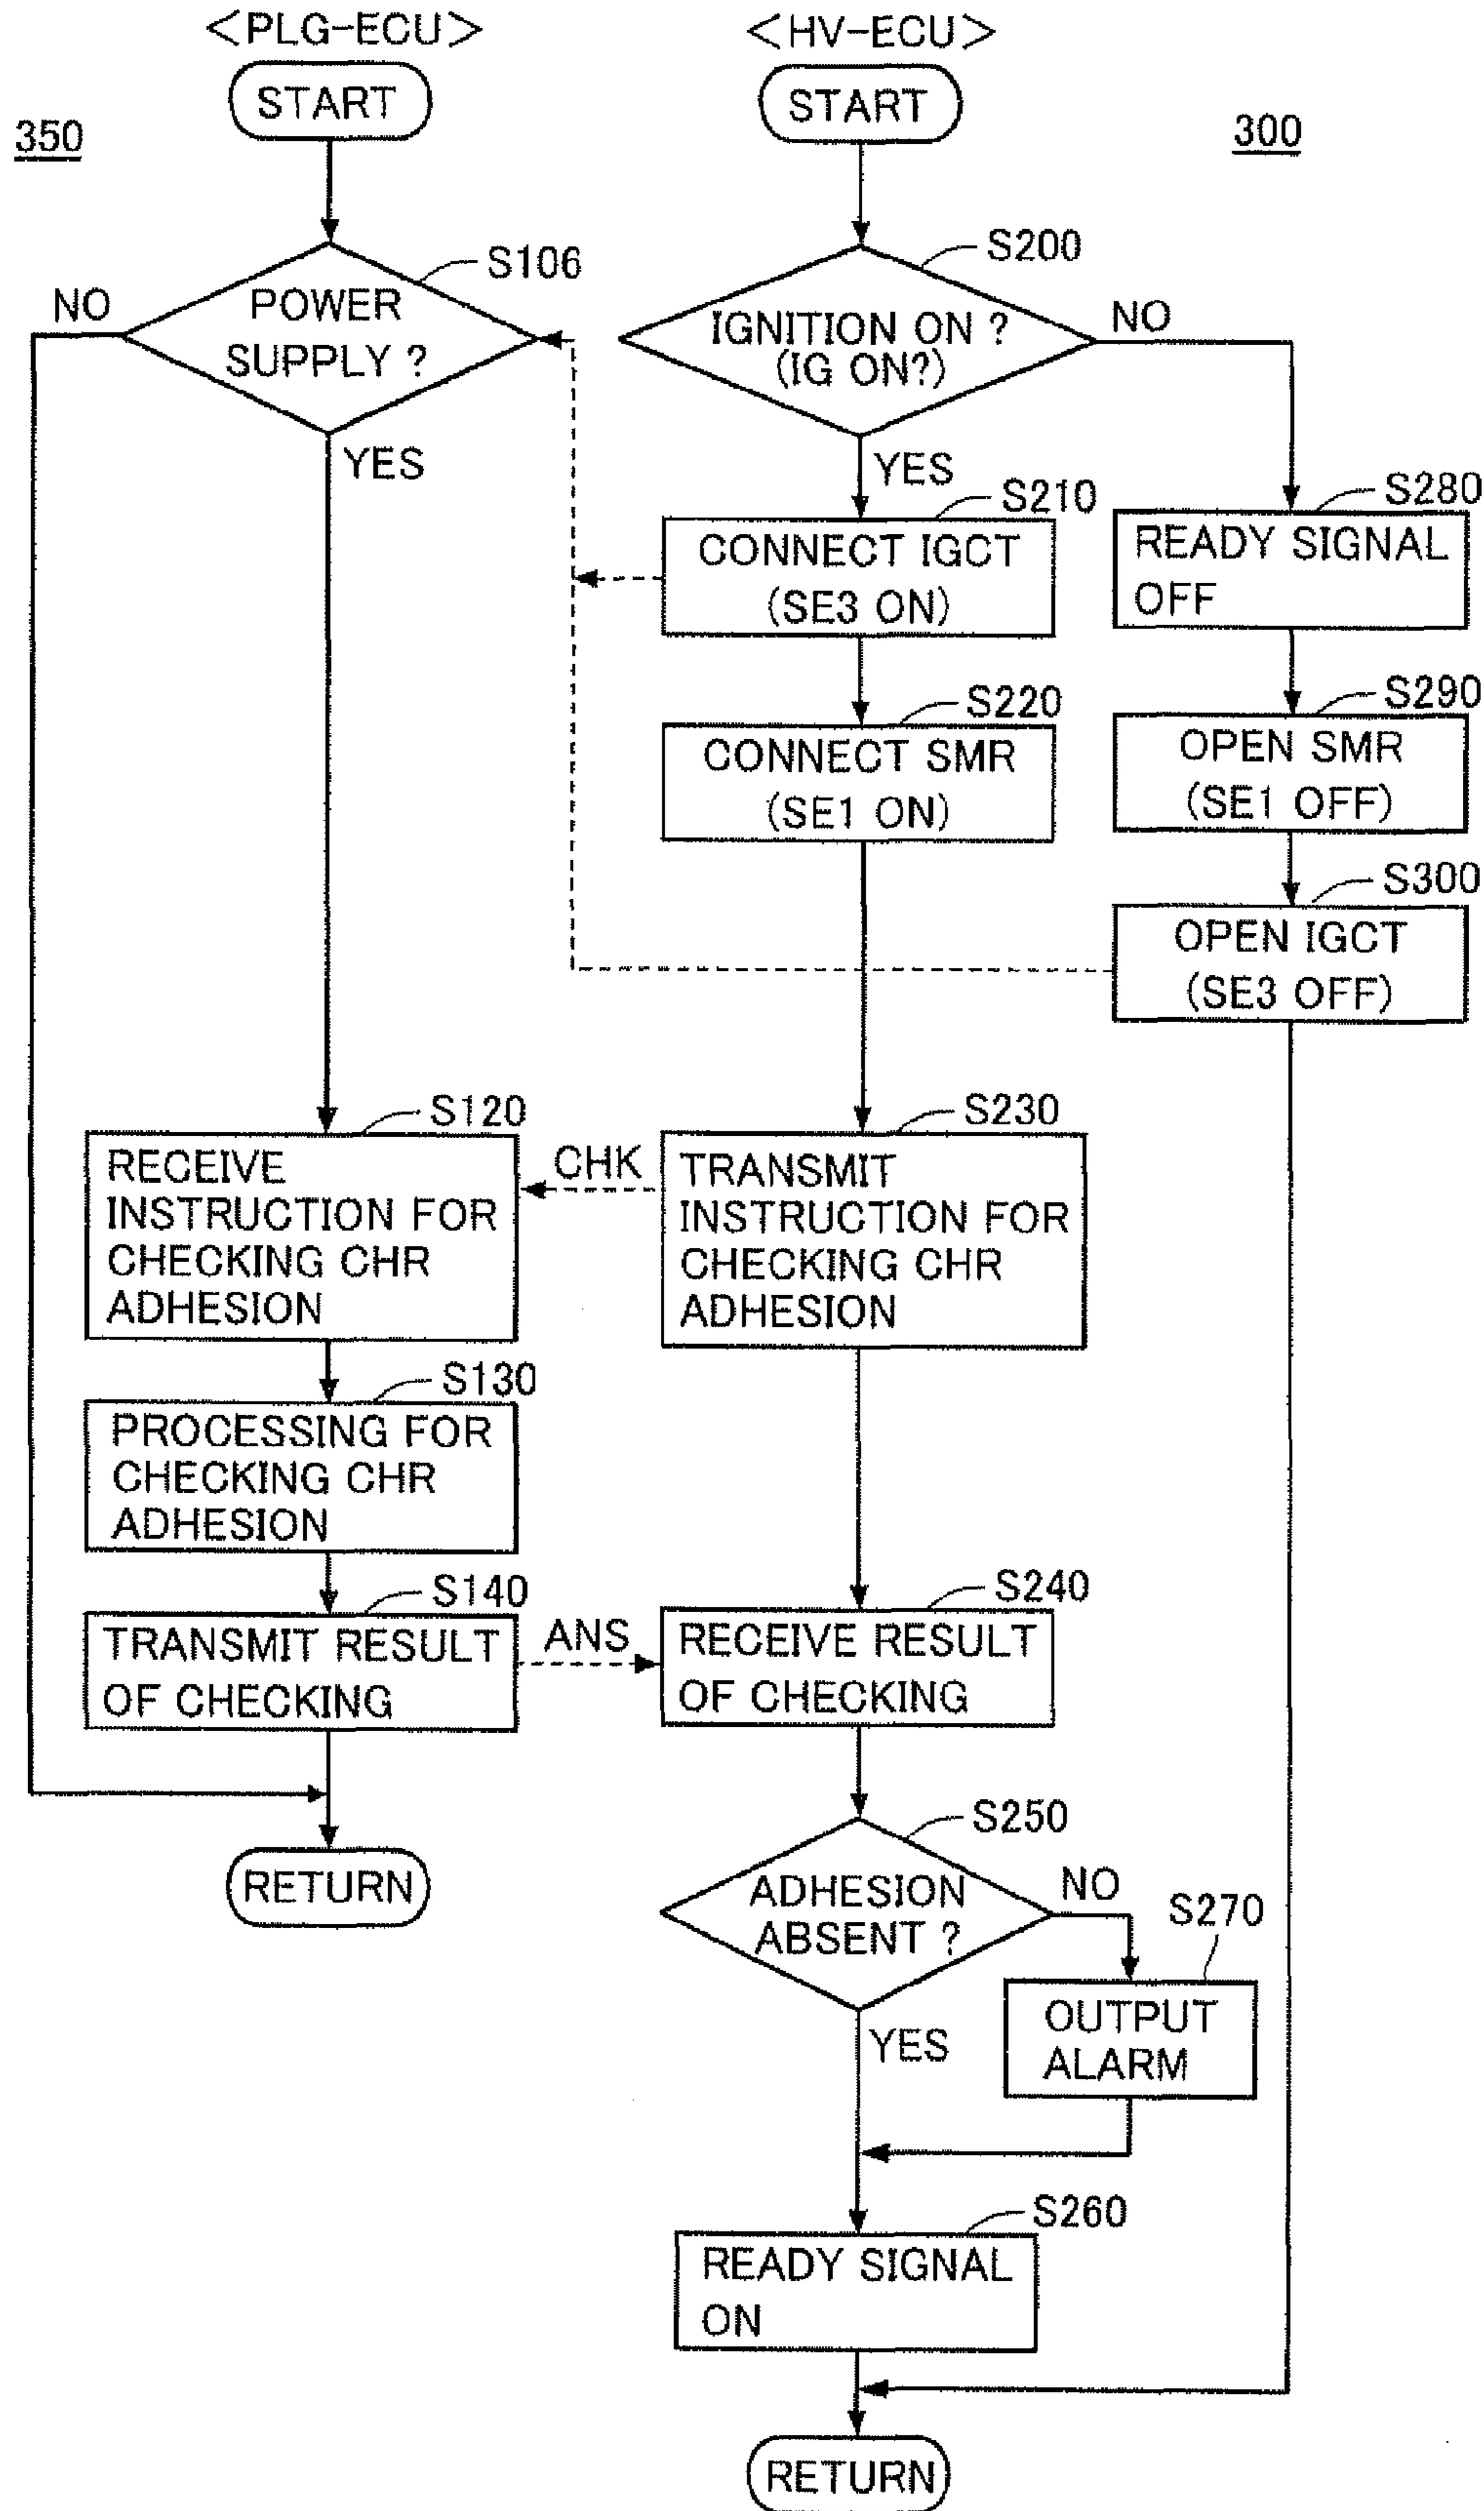 <PLG-ECU>
START
350
S106
POWER
SUPPLY ?
NO
YES
S120
RECEIVE
INSTRUCTION FOR
CHECKING CHR
ADHESION
S130
PROCESSING FOR
CHECKING CHR
ADHESION
S140
TRANSMIT RESULT
OF CHECKING
RETURN
CHK
ANS
<HV-ECU>
START
300
S200
IGNITION ON ?
(IG ON?)
NO
YES
S210
CONNECT IGCT
(SE3 ON)
S220
CONNECT SMR
(SE1 ON)
S280
READY SIGNAL
OFF
S290
OPEN SMR
(SE1 OFF)
S300
OPEN IGCT
(SE3 OFF)
S230
TRANSMIT
INSTRUCTION FOR
CHECKING CHR
ADHESION
S240
RECEIVE RESULT
OF CHECKING
S250
ADHESION
ABSENT ?
NO
YES
S270
OUTPUT
ALARM
S260
READY SIGNAL
ON
RETURN